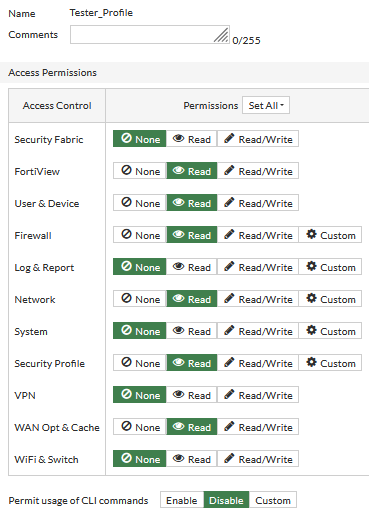 Name Tester_Profile
Comments 0/255
Access Permissions
Access Control Permissions Set All
Security Fabric None Read Read/Write
FortiView None Read Read/Write
User & Device None Read Read/Write
Firewall None Read Read/Write Custom
Log & Report None Read Read/Write Custom
Network None Read Read/Write Custom
System None Read Read/Write Custom
Security Profile None Read Read/Write Custom
VPN None Read Read/Write
WAN Opt & Cache None Read Read/Write
WiFi & Switch None Read Read/Write
Permit usage of CLI commands Enable Disable Custom